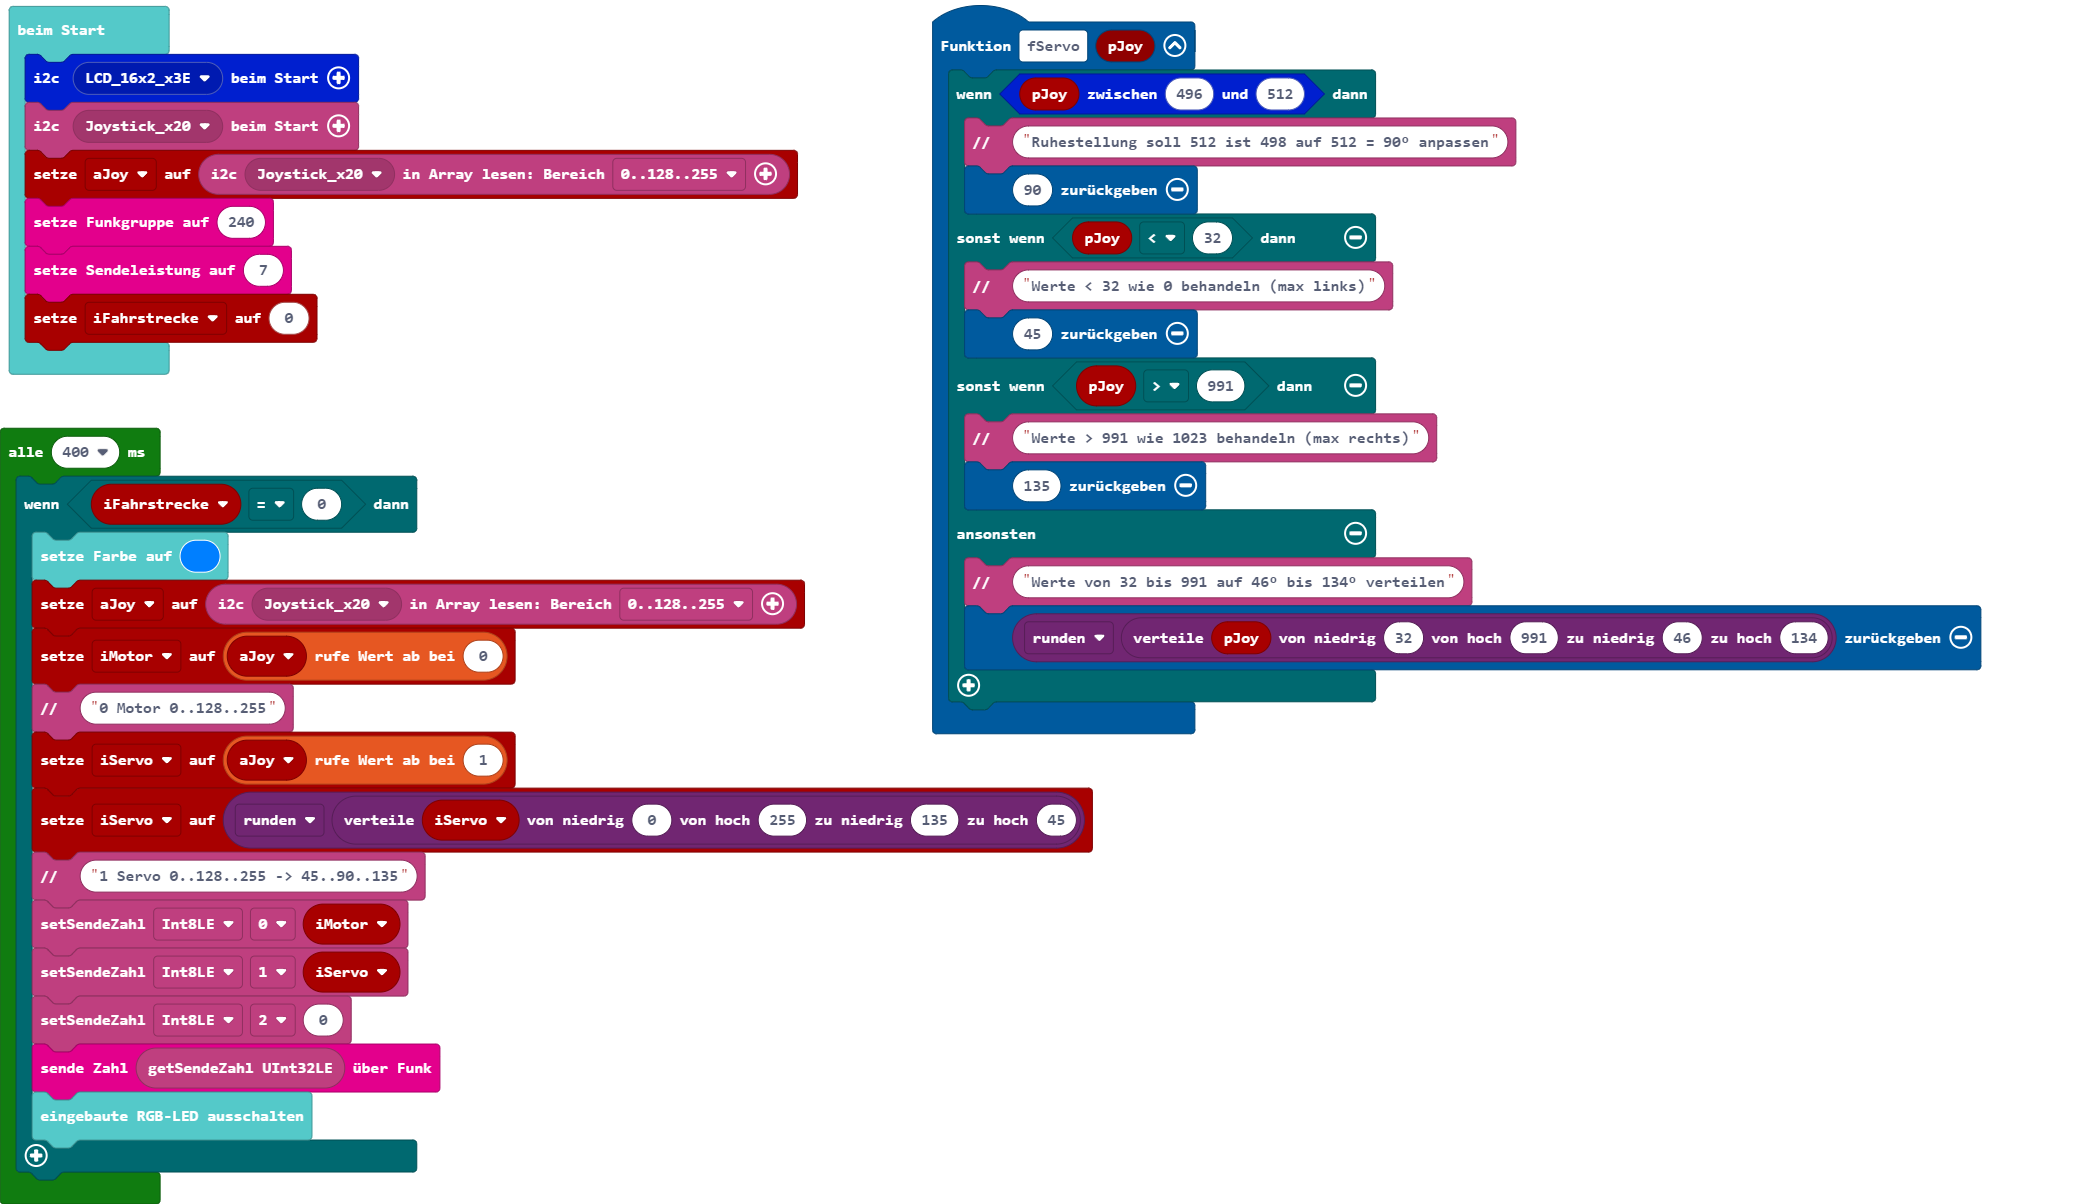 beim Start
i2c LCD_16x2_x3E beim Start
i2c Joystick_x20 beim Start
setze aJoy auf i2c Joystick_x20 in Array lesen: Bereich 0..128..255
setze Funkgruppe auf 240
setze Sendeleistung auf 7
setze iFahrstrecke auf 0
alle 400 ms
wenn iFahrstrecke = 0 dann
setze Farbe auf
setze aJoy auf i2c Joystick_x20 in Array lesen: Bereich 0..128..255
setze iMotor auf aJoy rufe Wert ab bei 0
// "0 Motor 0..128..255"
setze iServo auf aJoy rufe Wert ab bei 1
setze iServo auf runden verteile iServo von niedrig 0 von hoch 255 zu niedrig 135 zu hoch 45
// "1 Servo 0..128..255 -> 45..90..135"
setSendeZahl Int8LE 0 iMotor
setSendeZahl Int8LE 1 iServo
setSendeZahl Int8LE 2 0
sende Zahl getSendeZahl UInt32LE über Funk
eingebaute RGB-LED ausschalten
Funktion fServo pJoy
wenn pJoy zwischen 496 und 512 dann
// "Ruhestellung soll 512 ist 498 auf 512 = 90° anpassen"
90 zurückgeben
sonst wenn pJoy < 32 dann
// "Werte < 32 wie 0 behandeln (max links)"
45 zurückgeben
sonst wenn pJoy > 991 dann
// "Werte > 991 wie 1023 behandeln (max rechts)"
135 zurückgeben
ansonsten
// "Werte von 32 bis 991 auf 46° bis 134° verteilen"
runden verteile pJoy von niedrig 32 von hoch 991 zu niedrig 46 zu hoch 134 zurückgeben